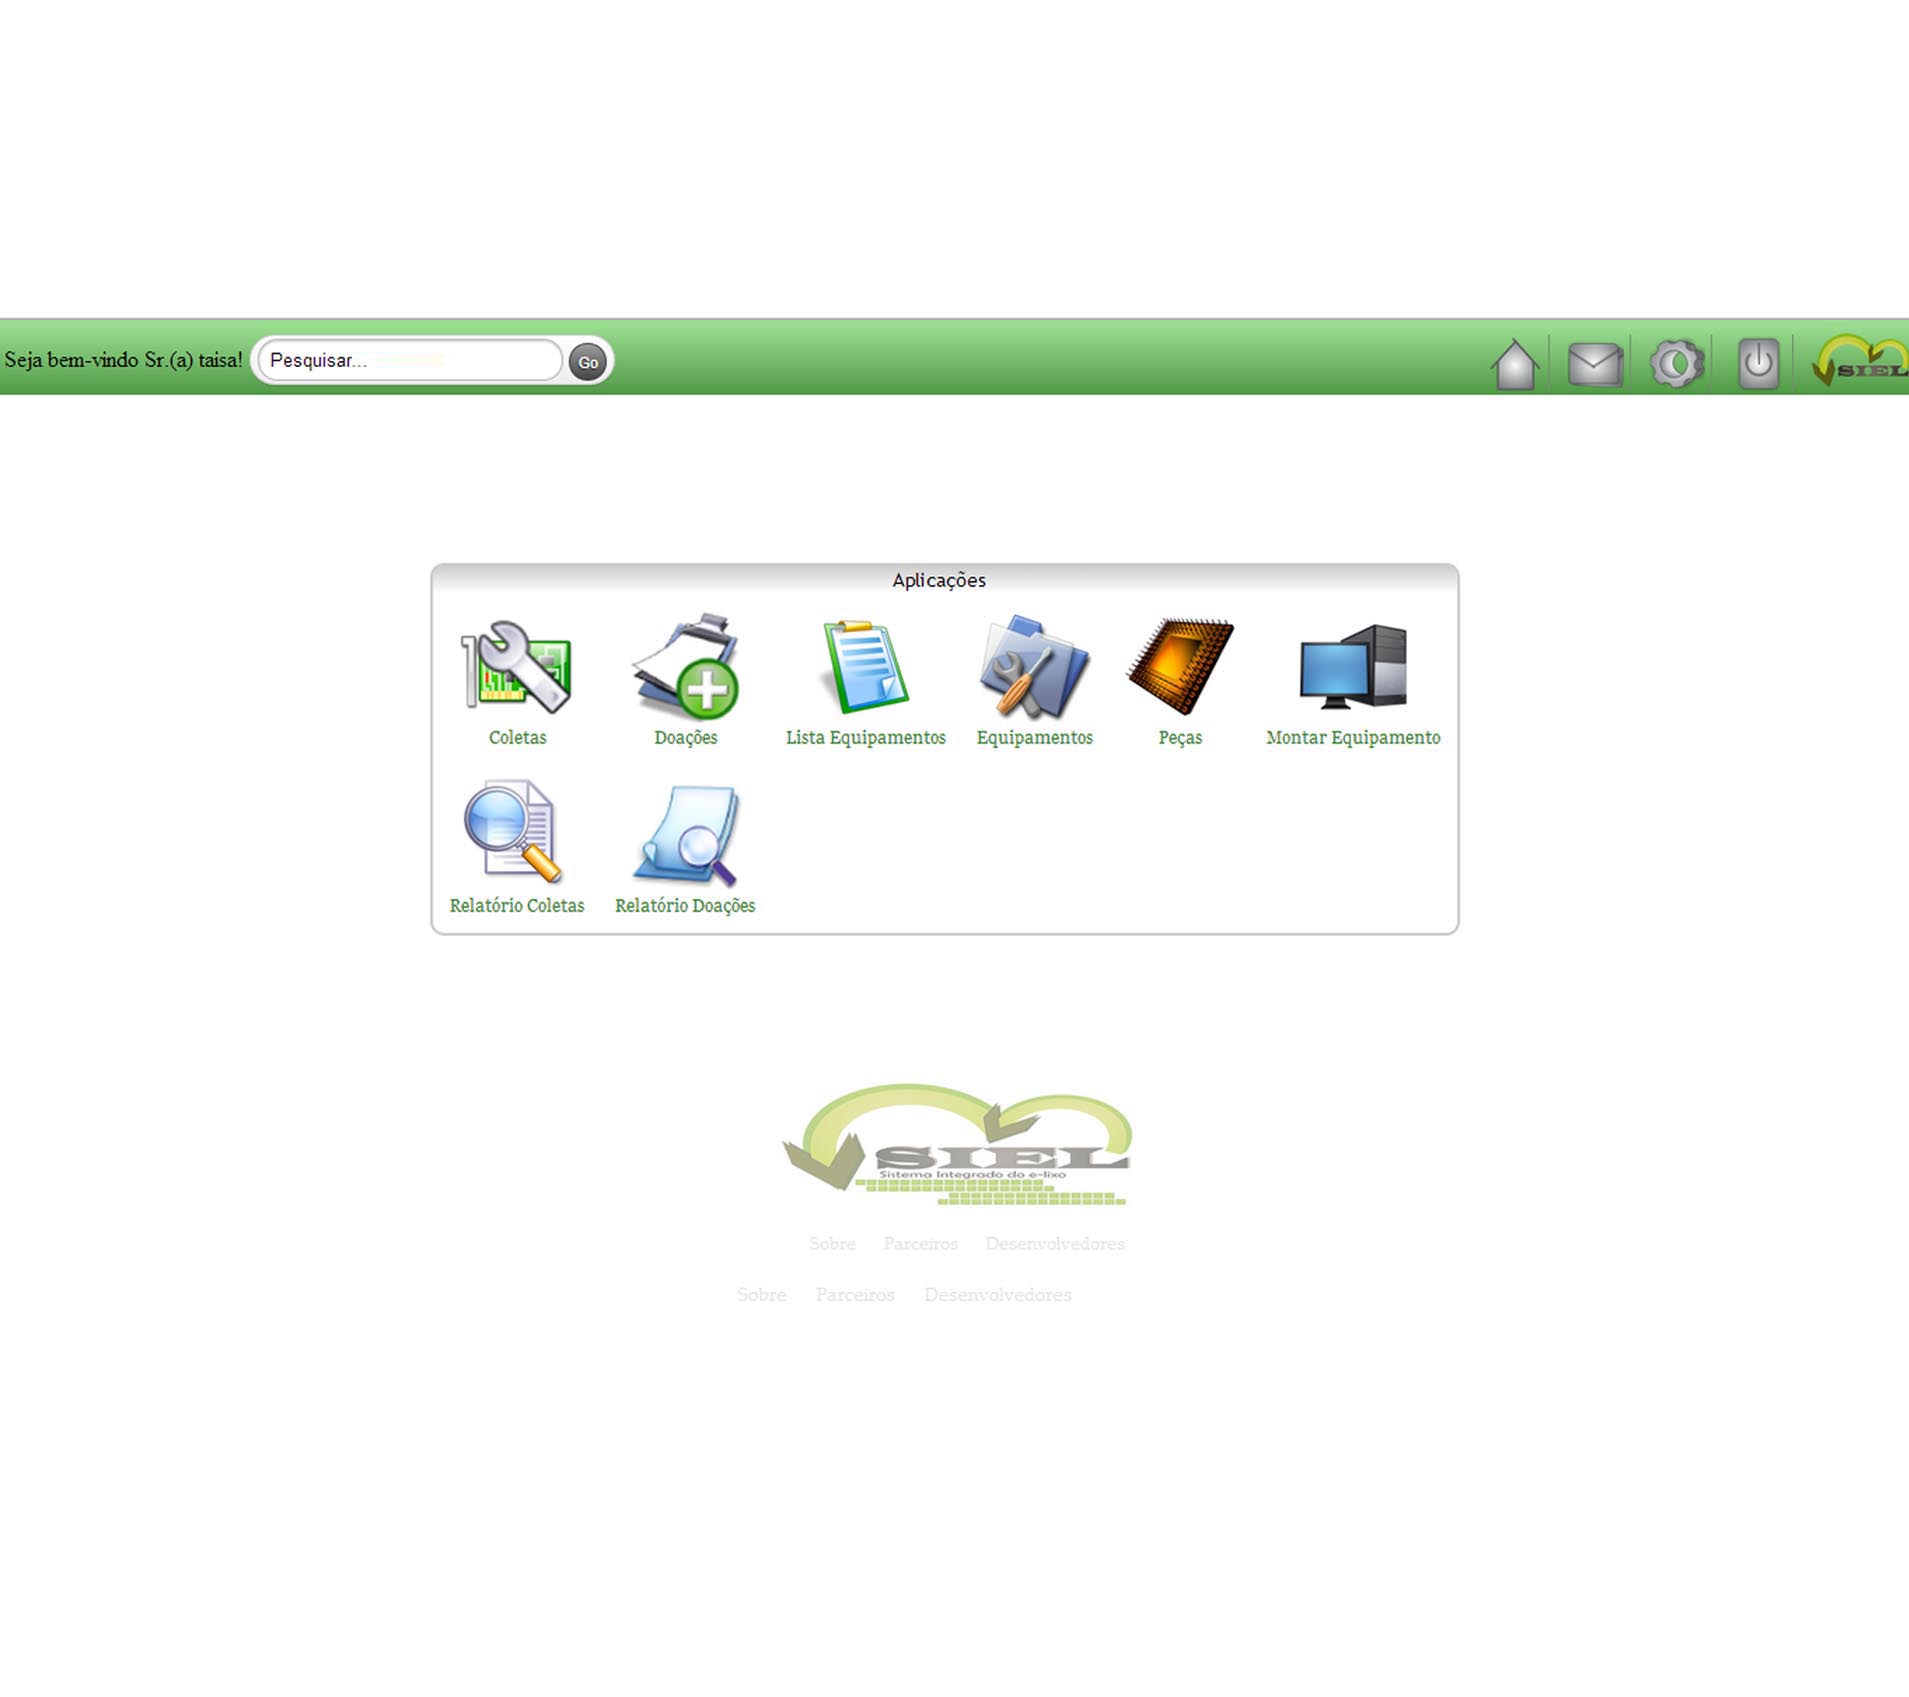 Seja bem-vindo Sr.(a) taisa! Pesquisar... Go
SIEL
Aplicações
Coletas Doações Lista Equipamentos Equipamentos Peças Montar Equipamento
Relatório Coletas Relatório Doações
SIEL
Sistema Integrado do e-lixo
Sobre Parceiros Desenvolvedores
Sobre Parceiros Desenvolvedores